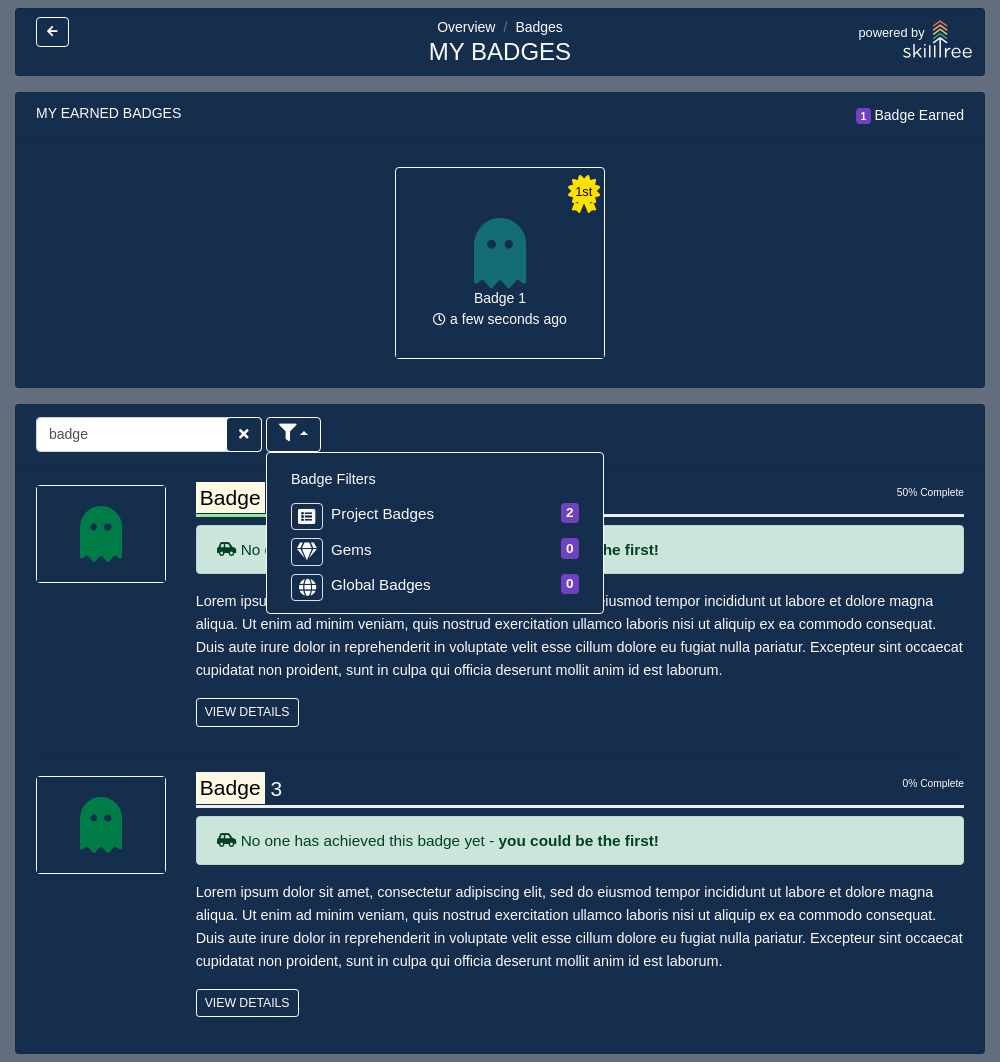 Overview / Badges
MY BADGES
powered by
skilltree
MY EARNED BADGES
1 Badge Earned
1st
Badge 1
a few seconds ago
badge
Badge Filters
Project Badges 2
Gems 0
Global Badges 0
Badge
50% Complete
No
he first!
Lorem ipsu eiusmod tempor incididunt ut labore et dolore magna
aliqua. Ut enim ad minim veniam, quis nostrud exercitation ullamco laboris nisi ut aliquip ex ea commodo consequat.
Duis aute irure dolor in reprehenderit in voluptate velit esse cillum dolore eu fugiat nulla pariatur. Excepteur sint occaecat
cupidatat non proident, sunt in culpa qui officia deserunt mollit anim id est laborum.
VIEW DETAILS
Badge 3
0% Complete
No one has achieved this badge yet - you could be the first!
Lorem ipsum dolor sit amet, consectetur adipiscing elit, sed do eiusmod tempor incididunt ut labore et dolore magna
aliqua. Ut enim ad minim veniam, quis nostrud exercitation ullamco laboris nisi ut aliquip ex ea commodo consequat.
Duis aute irure dolor in reprehenderit in voluptate velit esse cillum dolore eu fugiat nulla pariatur. Excepteur sint occaecat
cupidatat non proident, sunt in culpa qui officia deserunt mollit anim id est laborum.
VIEW DETAILS